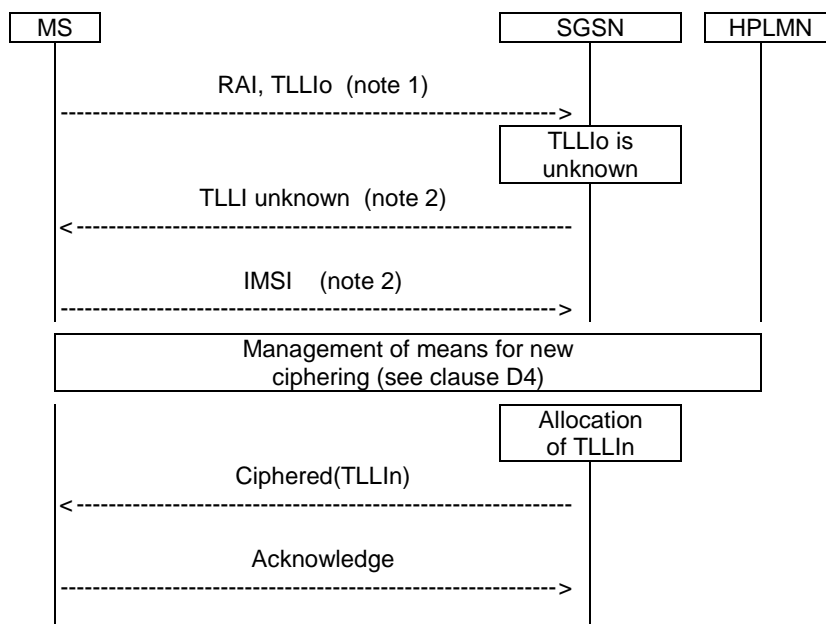 MS SGSN HPLMN
RAI, TLLIo (note 1)
TLLIo is
unknown
TLLI unknown (note 2)
IMSI (note 2)
Management of means for new
ciphering (see clause D4)
Allocation
of TLLIn
Ciphered(TLLIn)
Acknowledge